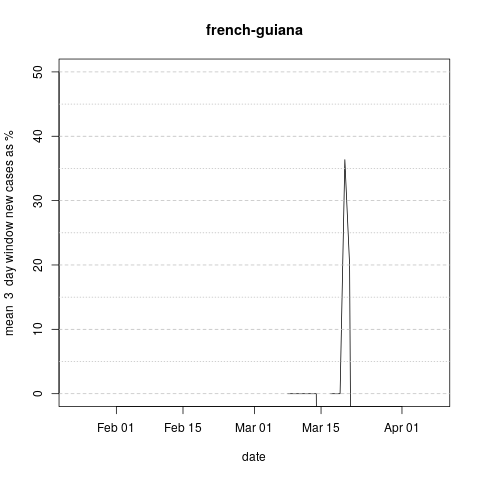 french-guiana
mean  3  day window new cases as %
50
40
30
20
10
0
Feb 01
Feb 15
Mar 01
Mar 15
Apr 01
date